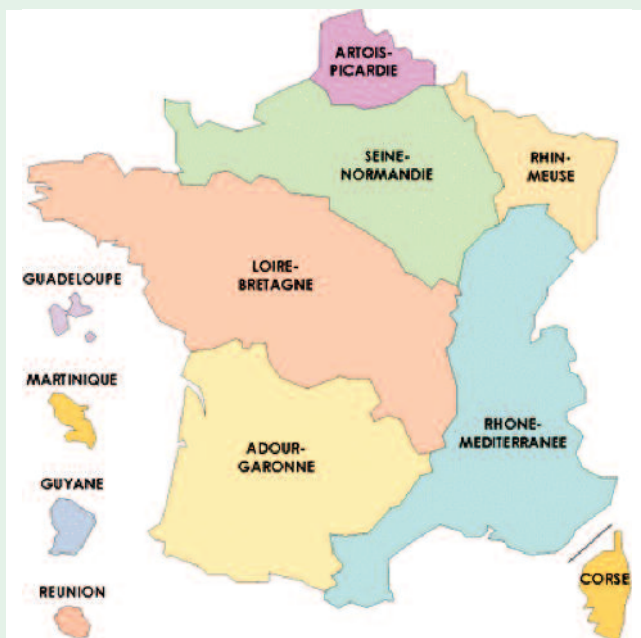 ARTOIS-
PICARDIE
SEINE-
NORMANDIE
RHIN-
MEUSE
LOIRE-
BRETAGNE
GUADELOUPE
MARTINIQUE
RHONE-
MEDITERRANEE
ADOUR-
GARONNE
GUYANE
REUNION
CORSE